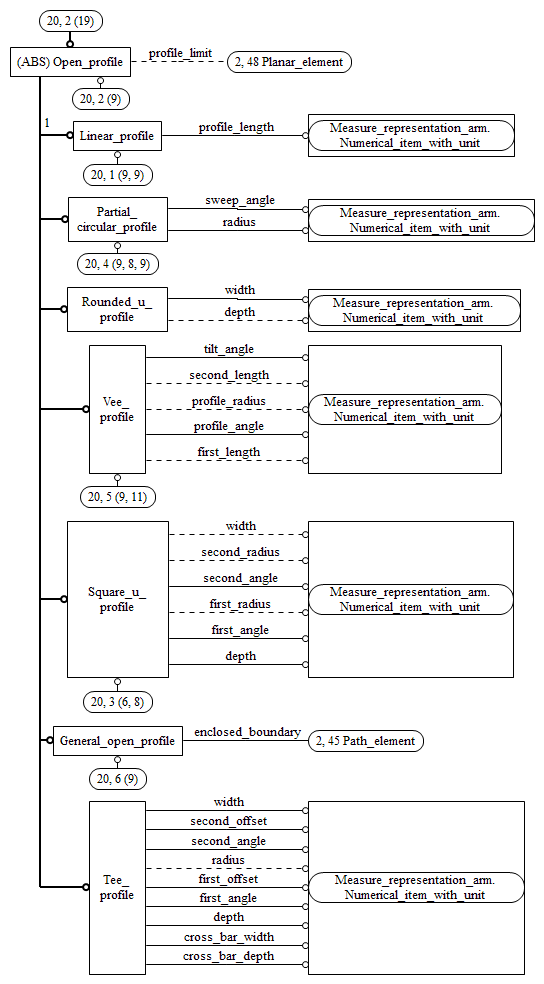 20, 2 (19)
(ABS) Open_profile
profile_limit
2, 48 Planar_element
20, 2 (9)
1
Linear_profile
profile_length
Measure_representation_arm.
Numerical_item_with_unit
20, 1 (9, 9)
Partial_
circular_profile
sweep_angle
radius
Measure_representation_arm.
Numerical_item_with_unit
20, 4 (9, 8, 9)
Rounded_u_
profile
width
depth
Measure_representation_arm.
Numerical_item_with_unit
Vee_
profile
tilt_angle
second_length
profile_radius
profile_angle
first_length
Measure_representation_arm.
Numerical_item_with_unit
20, 5 (9, 11)
Square_u_
profile
width
second_radius
second_angle
first_radius
first_angle
depth
Measure_representation_arm.
Numerical_item_with_unit
20, 3 (6, 8)
General_open_profile
enclosed_boundary
2, 45 Path_element
20, 6 (9)
Tee_
profile
width
second_offset
second_angle
radius
first_offset
first_angle
depth
cross_bar_width
cross_bar_depth
Measure_representation_arm.
Numerical_item_with_unit